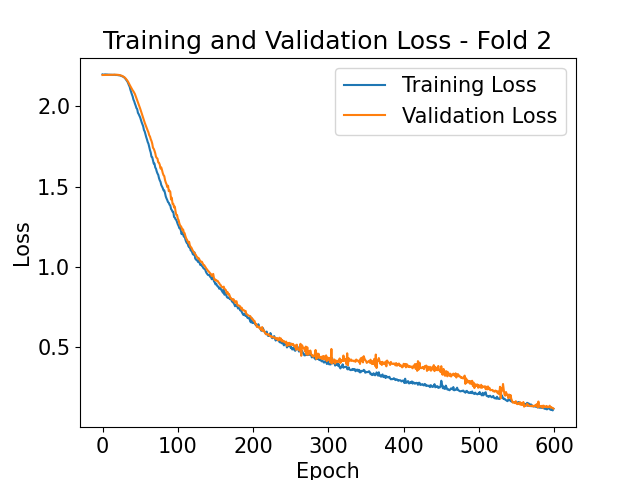 Training and Validation Loss - Fold 2
Training Loss
Validation Loss
Loss
2.0
1.5
1.0
0.5
0 100 200 300 400 500 600
Epoch